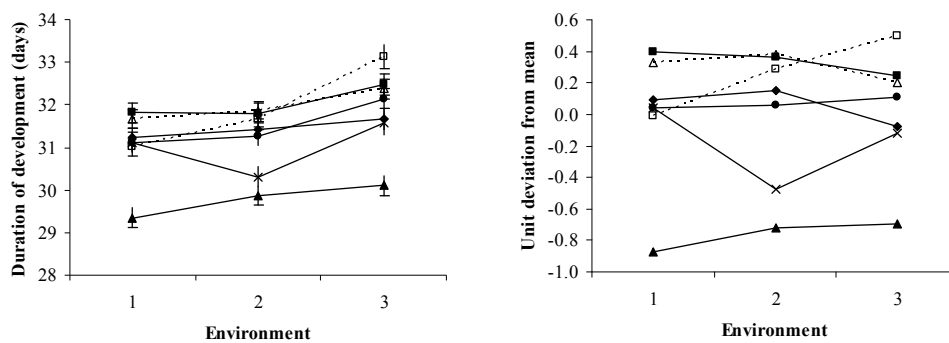 Duration of development (days)
34
33
32
31
30
29
28
1 2 3
Environment
Unit deviation from mean
0.6
0.4
0.2
0.0
-0.2
-0.4
-0.6
-0.8
-1.0
1 2 3
Environment